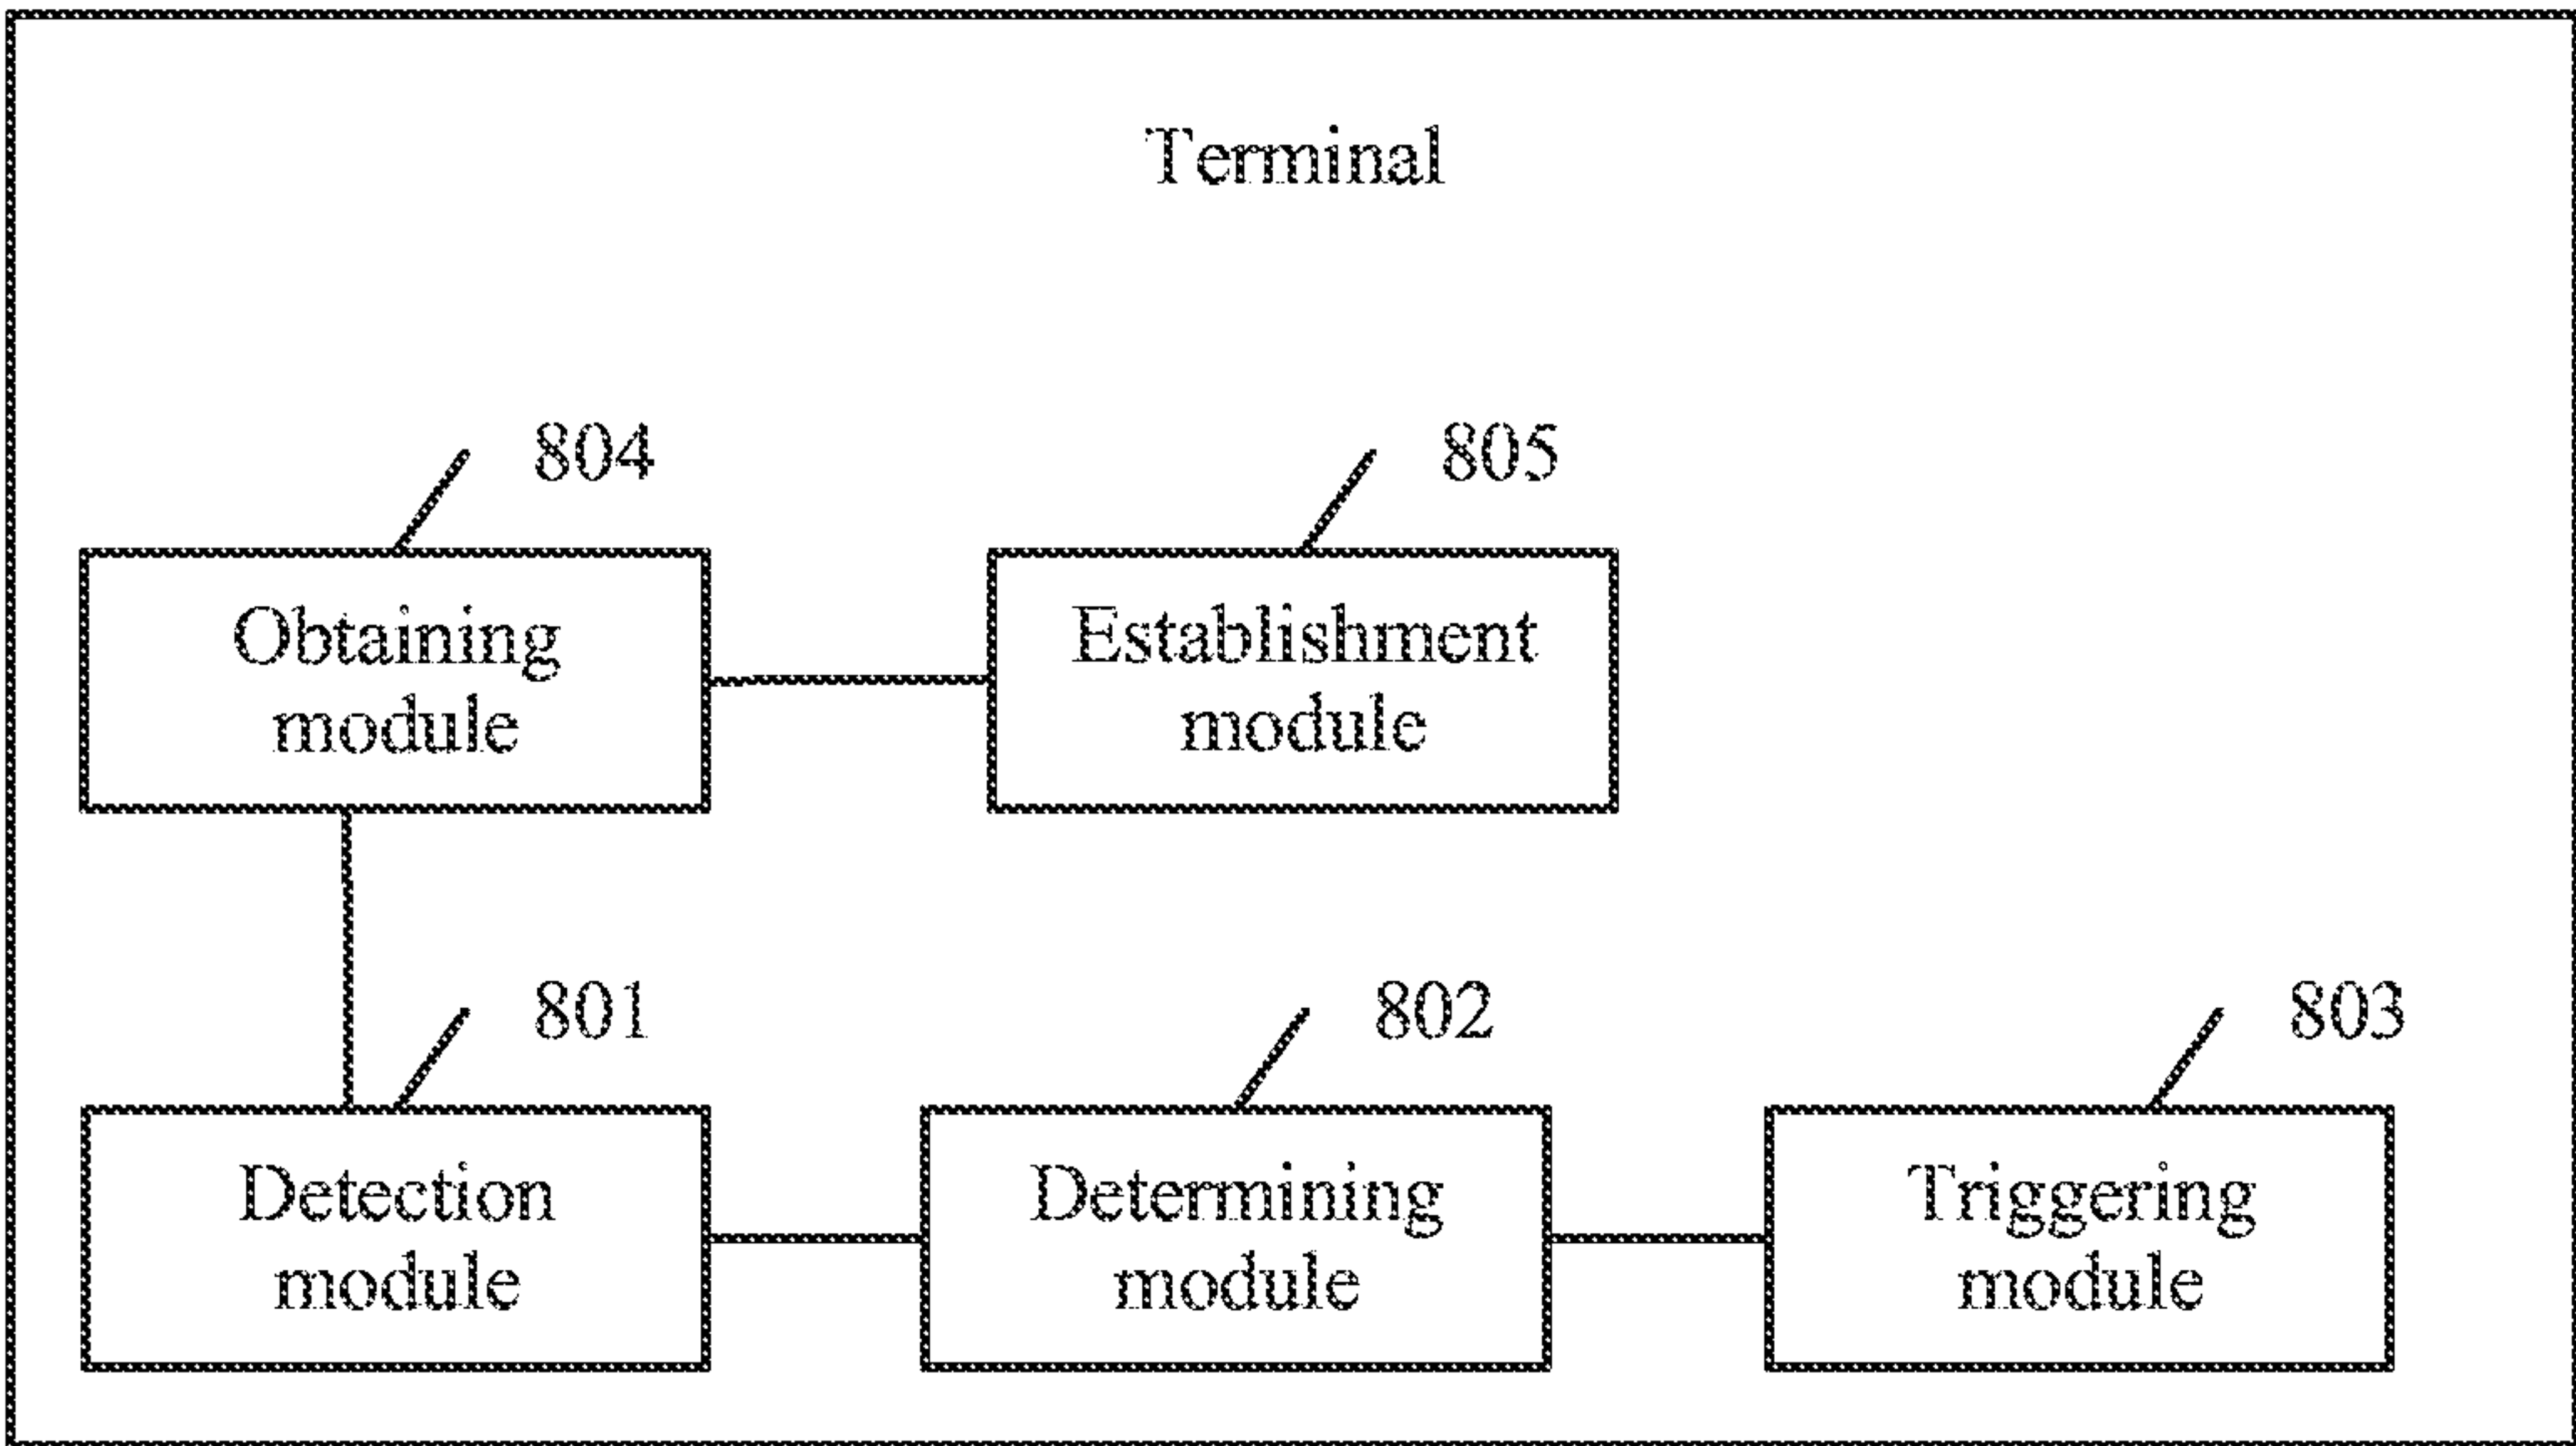 Terminal
804
805
Obtaining
module
Establishment
module
801
802
803
Detection
module
Determining
module
Triggering
module